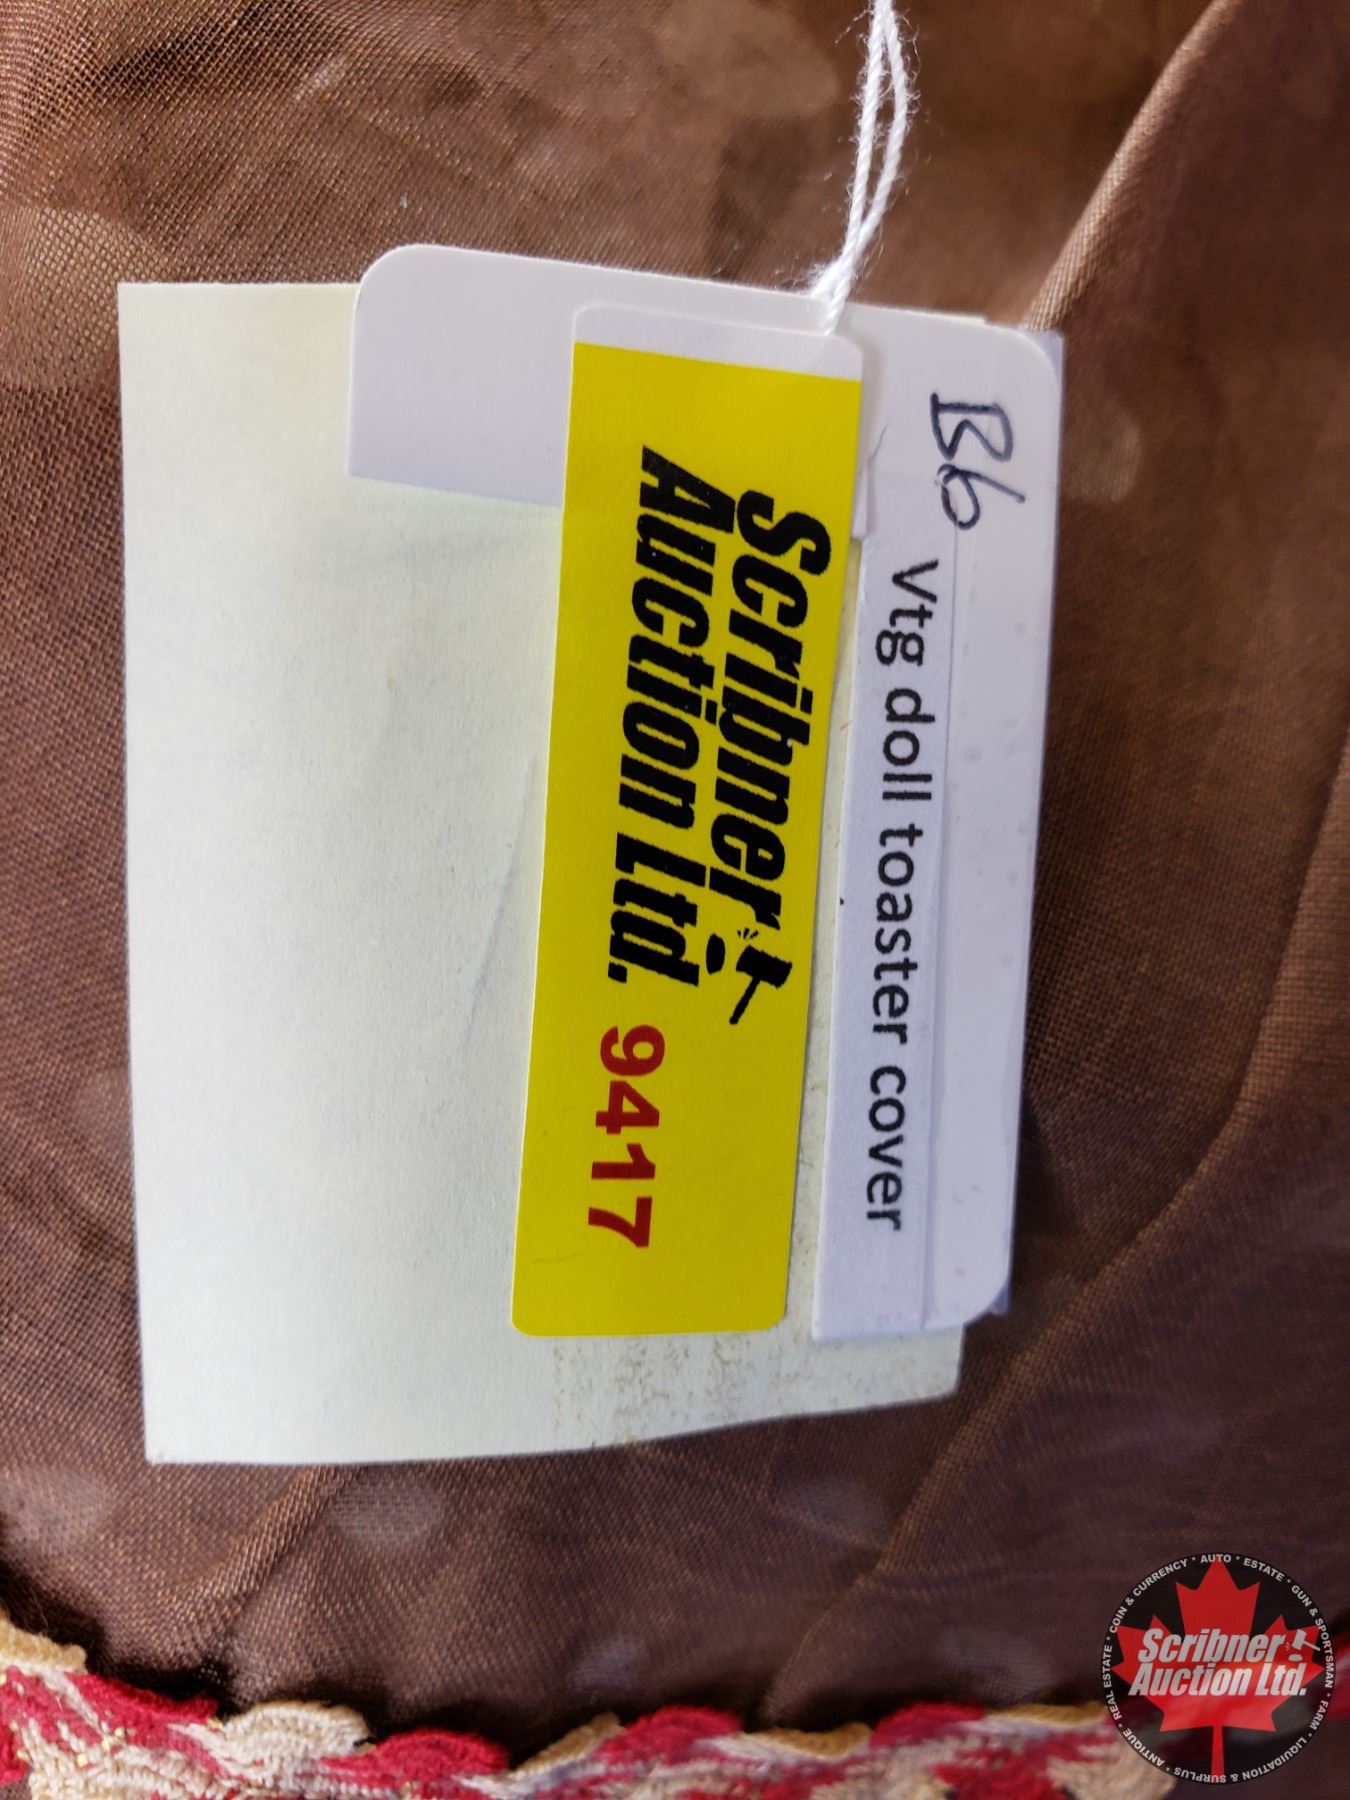 B6
Vtg doll toaster cover
Scribner
Auction Ltd. 9417
Scribner
Auction Ltd.
ANTIQUE * REAL ESTATE * COIN & CURRENCY * AUTO * ESTATE * GUN & SPORTSMAN * FARM * LIQUIDATION & SURPLUS *